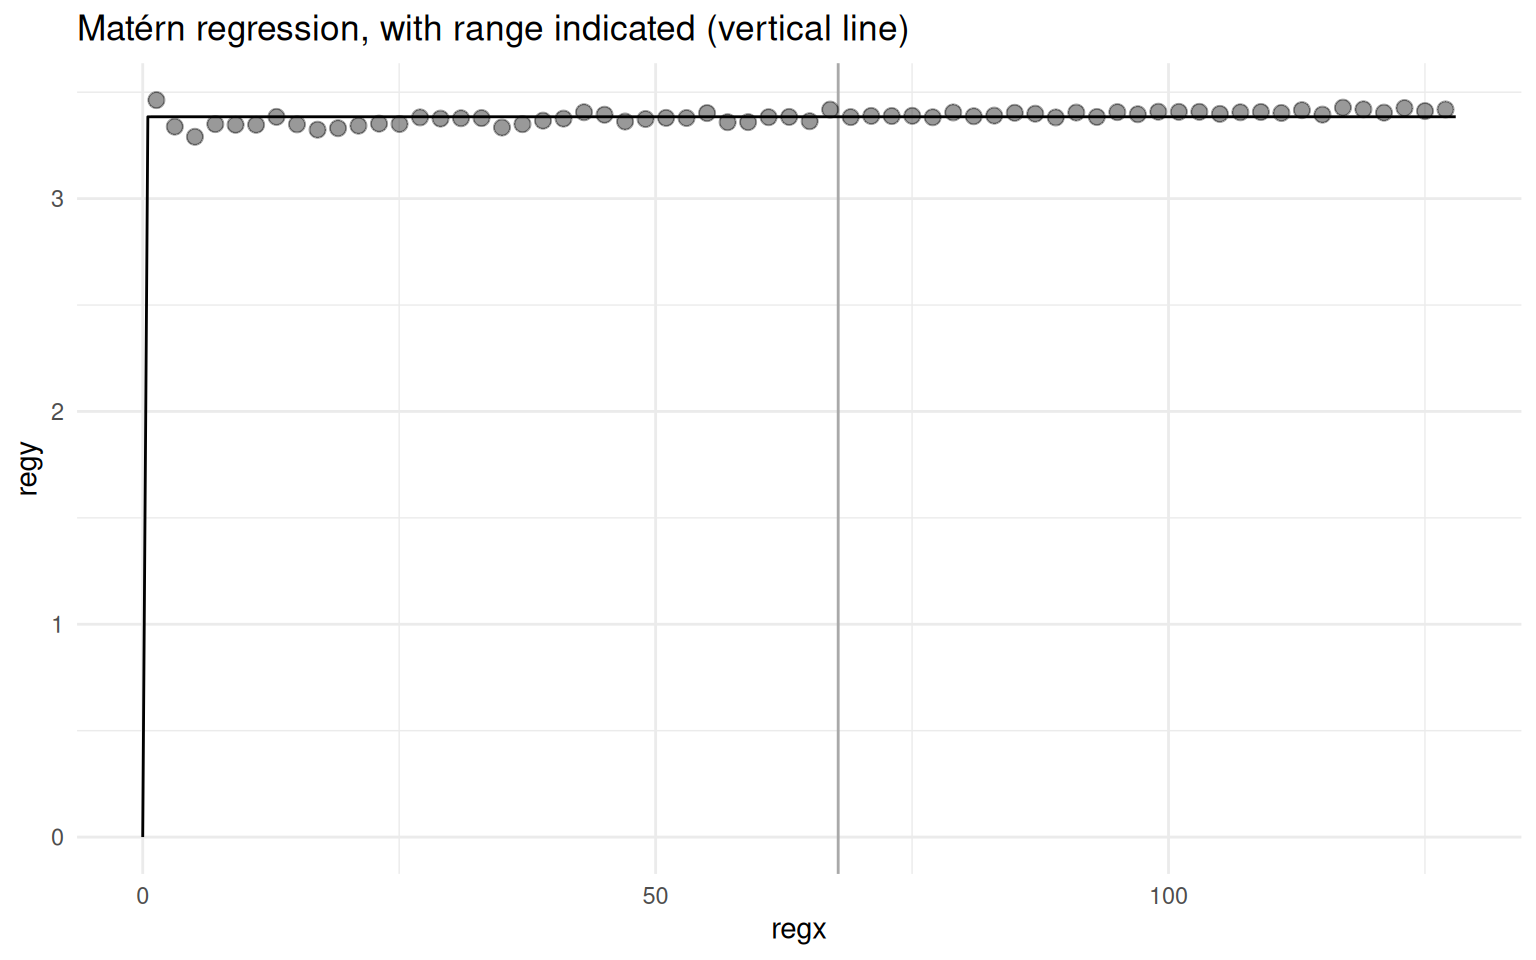 Matérn regression, with range indicated (vertical line)
3
2
1
0
regy
0 50 100
regx